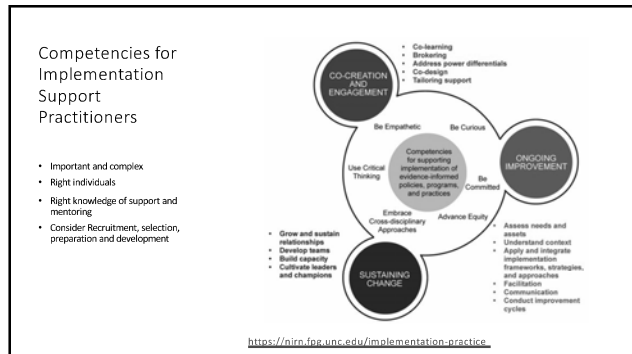 Competencies for
Implementation
Support
Practitioners
• Important and complex
• Right individuals
• Right knowledge of support and
mentoring
• Consider Recruitment, selection,
preparation and development
CO-CREATION
AND
ENGAGEMENT
• Co-learning
• Brokering
• Address power differentials
• Co-design
• Tailoring support
Be Empathetic
Be Curious
Use Critical
Thinking
Competencies
for supporting
implementation of
evidence-informed
policies, programs,
and practices
Be
Committed
Embrace
Cross-disciplinary
Approaches
Advance Equity
ONGOING
IMPROVEMENT
• Assess needs and
assets
• Understand context
• Apply and integrate
implementation
frameworks, strategies,
and approaches
• Facilitation
• Communication
• Conduct improvement
cycles
• Grow and sustain
relationships
• Develop teams
• Build capacity
• Cultivate leaders
and champions
SUSTAINING
CHANGE
https://nirn.fpg.unc.edu/implementation-practice